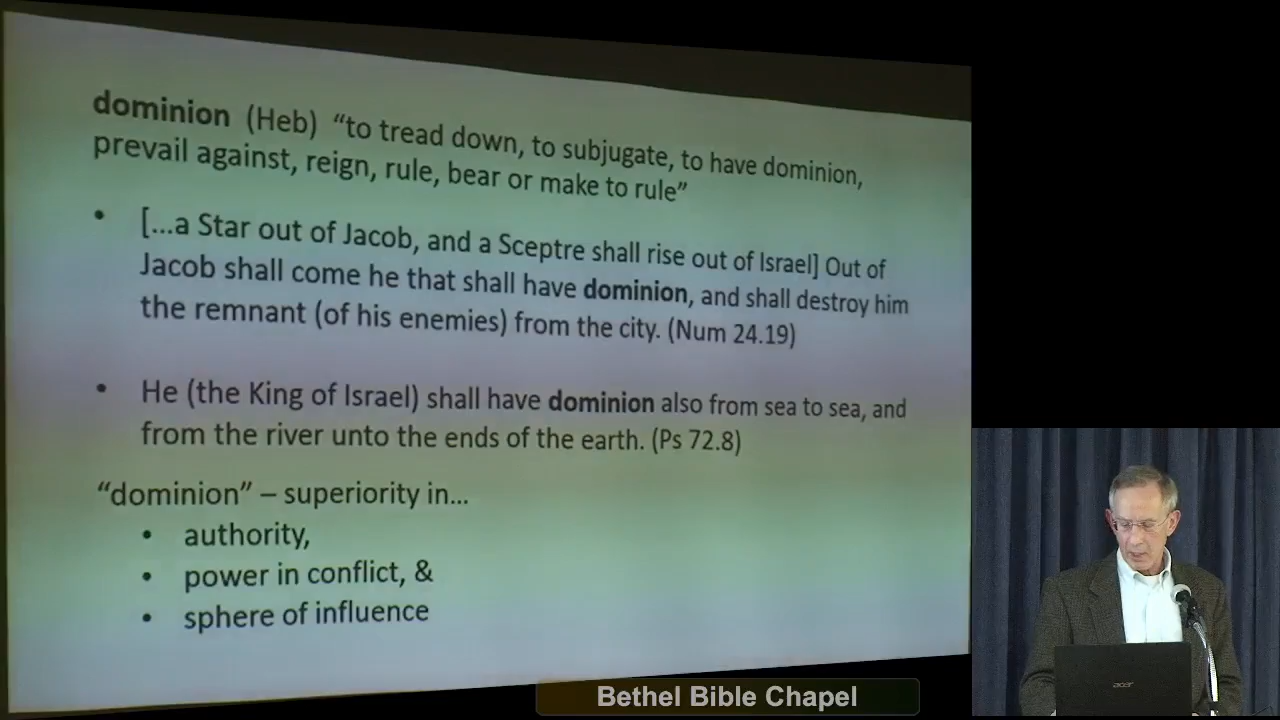 dominion (Heb) “to tread down, to subjugate, to have dominion,
prevail against, reign, rule, bear or make to rule”
• [...a Star out of Jacob, and a Sceptre shall rise out of Israel] Out of
Jacob shall come he that shall have dominion, and shall destroy him
the remnant (of his enemies) from the city. (Num 24.19)
• He (the King of Israel) shall have dominion also from sea to sea, and
from the river unto the ends of the earth. (Ps 72.8)
“dominion” – superiority in...
• authority,
• power in conflict, &
• sphere of influence
acer
Bethel Bible Chapel